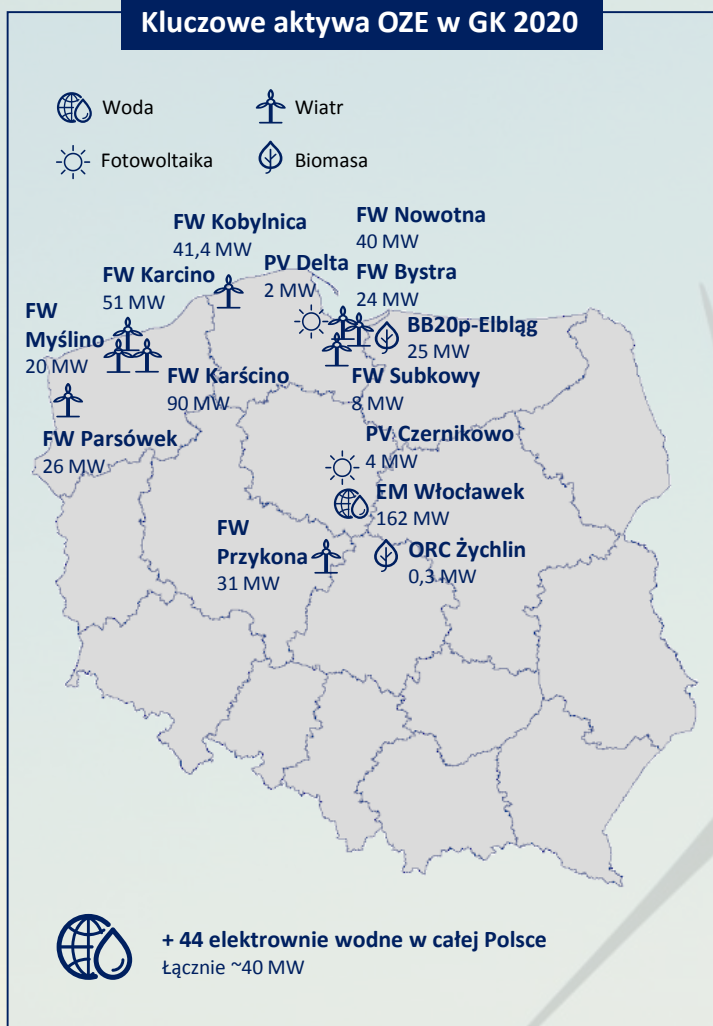 Kluczowe aktywa OZE w GK 2020
Woda
Wiatr
Fotowoltaika
Biomasa
FW Kobylnica
41,4 MW
FW Nowotna
40 MW
PV Delta
2 MW
FW Bystra
24 MW
FW Karcino
51 MW
FW
Myślino
20 MW
BB20p-Elbląg
25 MW
FW Karścino
90 MW
FW Subkowy
8 MW
FW Parsówek
26 MW
PV Czernikowo
4 MW
EM Włocławek
162 MW
FW
Przykona
31 MW
ORC Żychlin
0,3 MW
+ 44 elektrownie wodne w całej Polsce
Łącznie ~40 MW